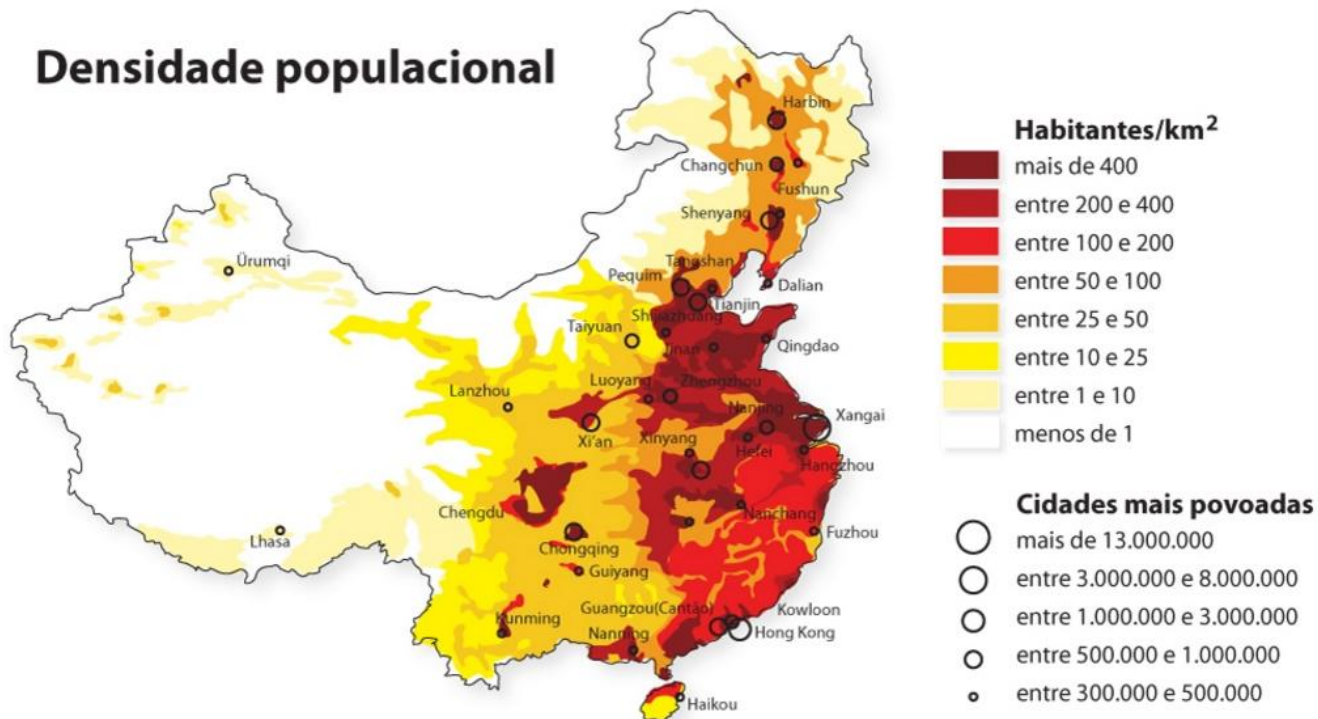 Densidade populacional
Harbin
Changchun
Fushun
Shenyang
Tangshan
Pequim
Dalian
Tianjin
Shijiazhuang
Taiyuan
Jinan
Qingdao
Ürumqi
Lanzhou
Luoyang
Zhengzhou
Nanjing
Xangai
Xi'an
Xinyang
Hefei
Hangzhou
Chengdu
Nanchang
Lhasa
Chongqing
Fuzhou
Guiyang
Guangzou(Cantão)
Kowloon
Kunming
Nanning
Hong Kong
Haikou
Habitantes/km²
mais de 400
entre 200 e 400
entre 100 e 200
entre 50 e 100
entre 25 e 50
entre 10 e 25
entre 1 e 10
menos de 1
Cidades mais povoadas
mais de 13.000.000
entre 3.000.000 e 8.000.000
entre 1.000.000 e 3.000.000
entre 500.000 e 1.000.000
entre 300.000 e 500.000